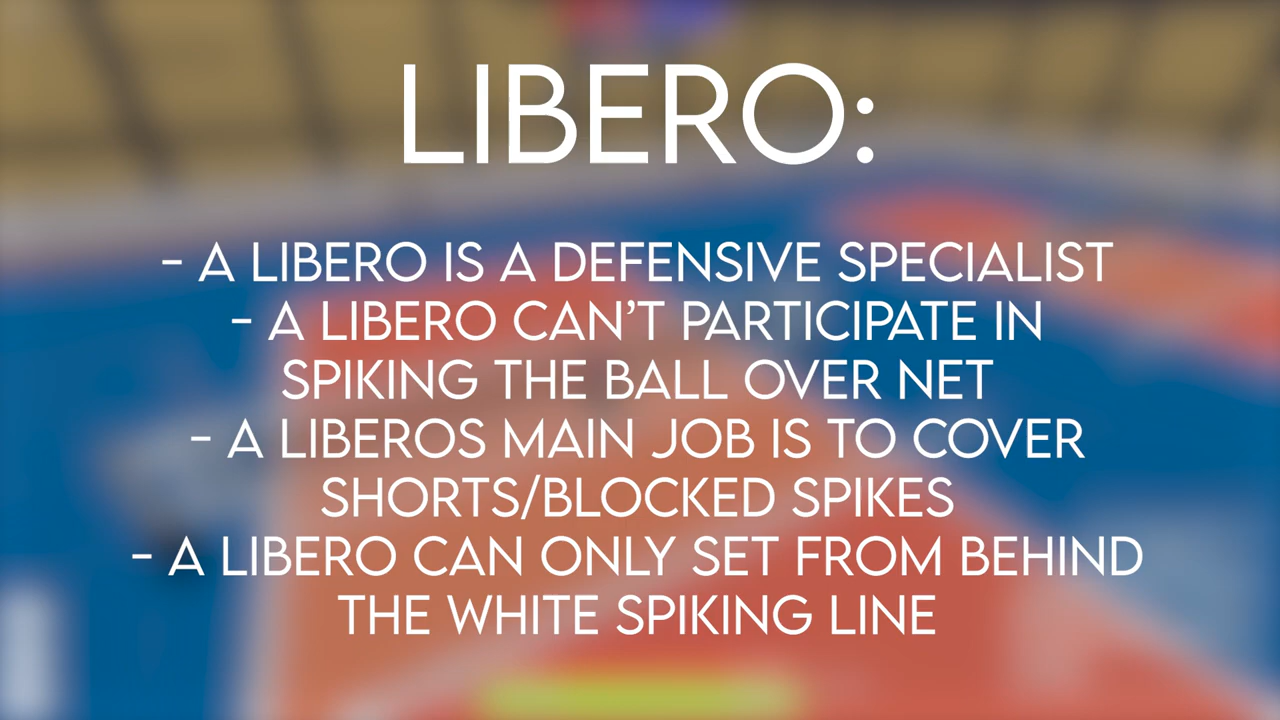 LIBERO:
- A LIBERO IS A DEFENSIVE SPECIALIST
- A LIBERO CAN'T PARTICIPATE IN
SPIKING THE BALL OVER NET
- A LIBEROS MAIN JOB IS TO COVER
SHORTS/BLOCKED SPIKES
- A LIBERO CAN ONLY SET FROM BEHIND
THE WHITE SPIKING LINE